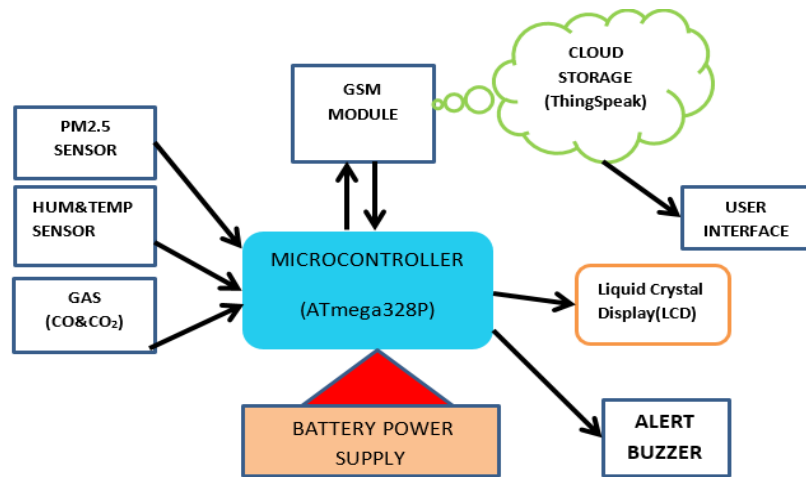 CLOUD
STORAGE
(ThingSpeak)
GSM
MODULE
PM2.5
SENSOR
HUM&TEMP
SENSOR
GAS
(CO&CO₂)
MICROCONTROLLER
(ATmega328P)
USER
INTERFACE
Liquid Crystal
Display(LCD)
BATTERY POWER
SUPPLY
ALERT
BUZZER